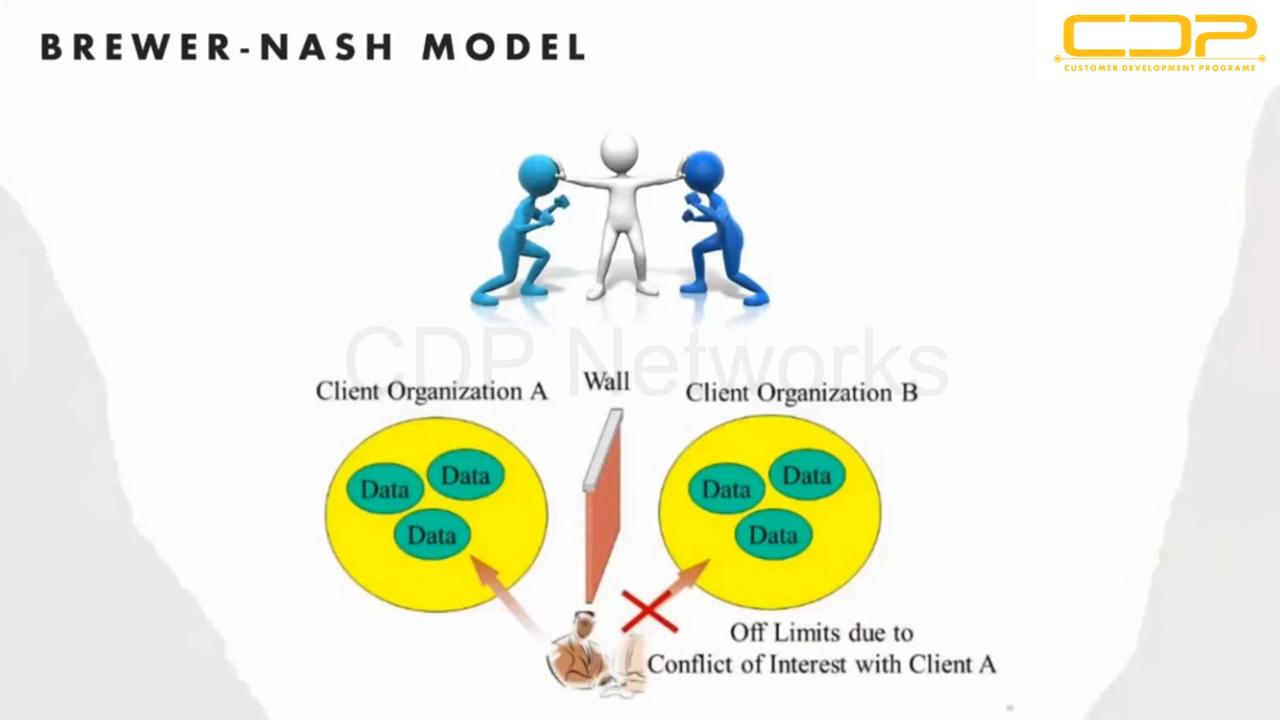 BREWER-NASH MODEL
CDP
CUSTOMER DEVELOPMENT PROGRAME
CDP Networks
Client Organization A
Wall
Client Organization B
Data
Data
Data
Data
Data
Data
Off Limits due to
Conflict of Interest with Client A